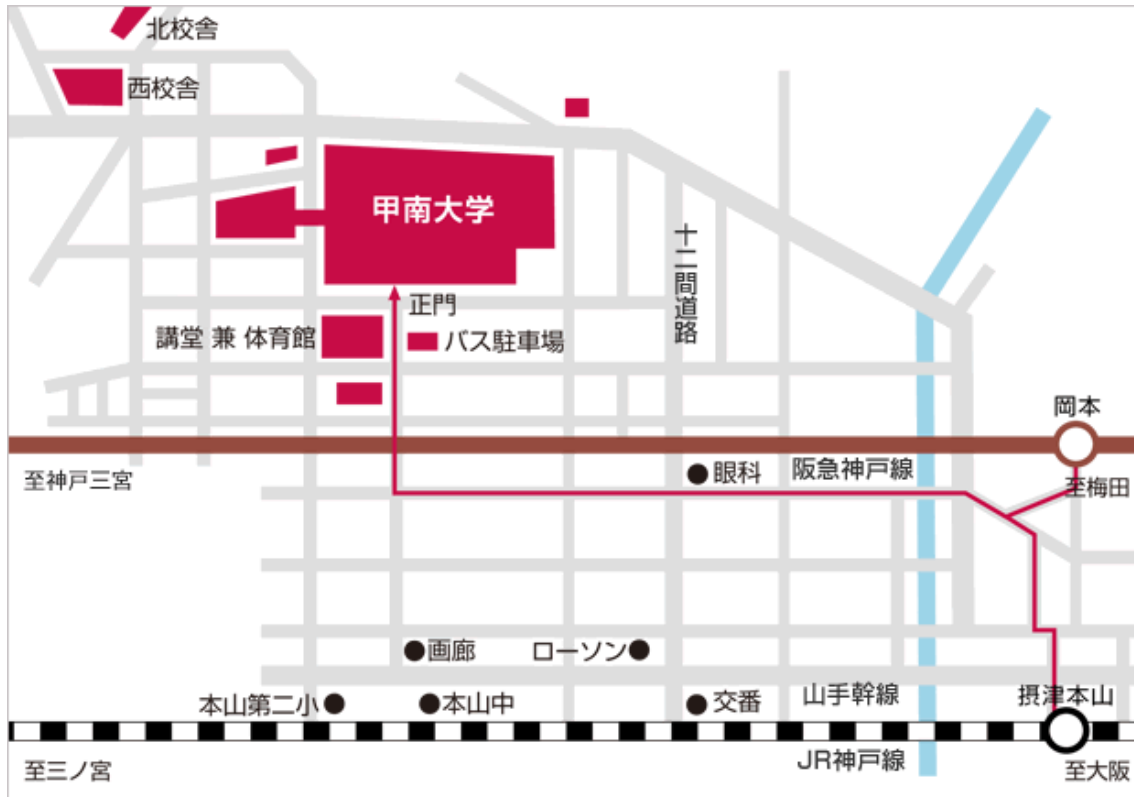 北校舎
西校舎
甲南大学
十二間道路
正門
講堂 兼 体育館
バス駐車場
岡本
眼科
阪急神戸線
至神戸三宮
至梅田
画廊
ローソン
本山第二小
本山中
交番
山手幹線
摂津本山
JR神戸線
至三ノ宮
至大阪